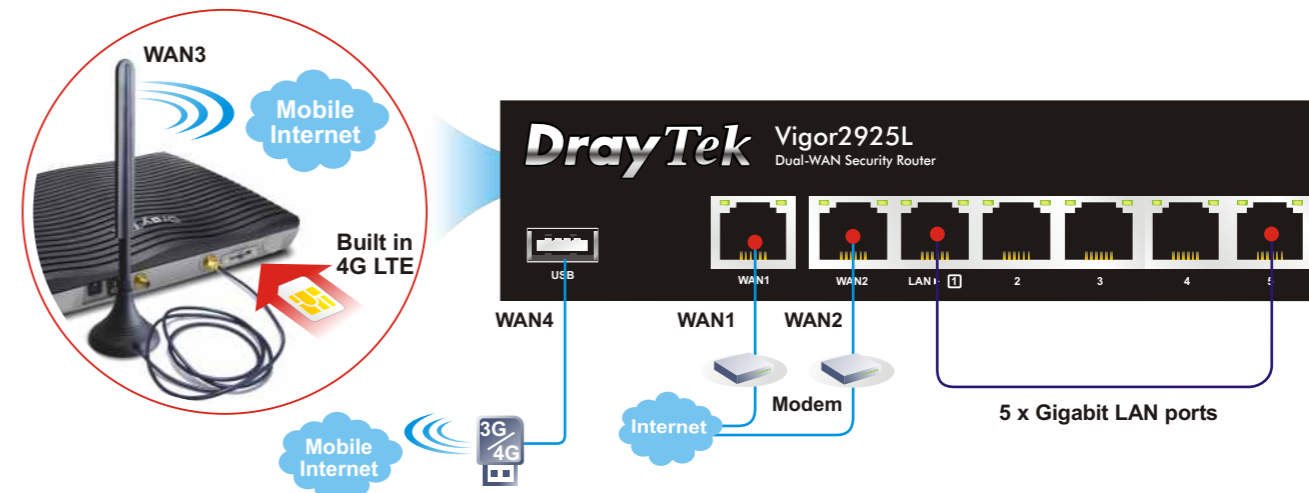 WAN3
Mobile
Internet
Built in
4G LTE
DrayTek
Vigor2925L
Dual-WAN Security Router
USB
WAN1
WAN2
LAN ▸ 1
2
3
4
5
WAN4
WAN1
WAN2
Modem
5 x Gigabit LAN ports
Internet
3G
4G
Mobile
Internet